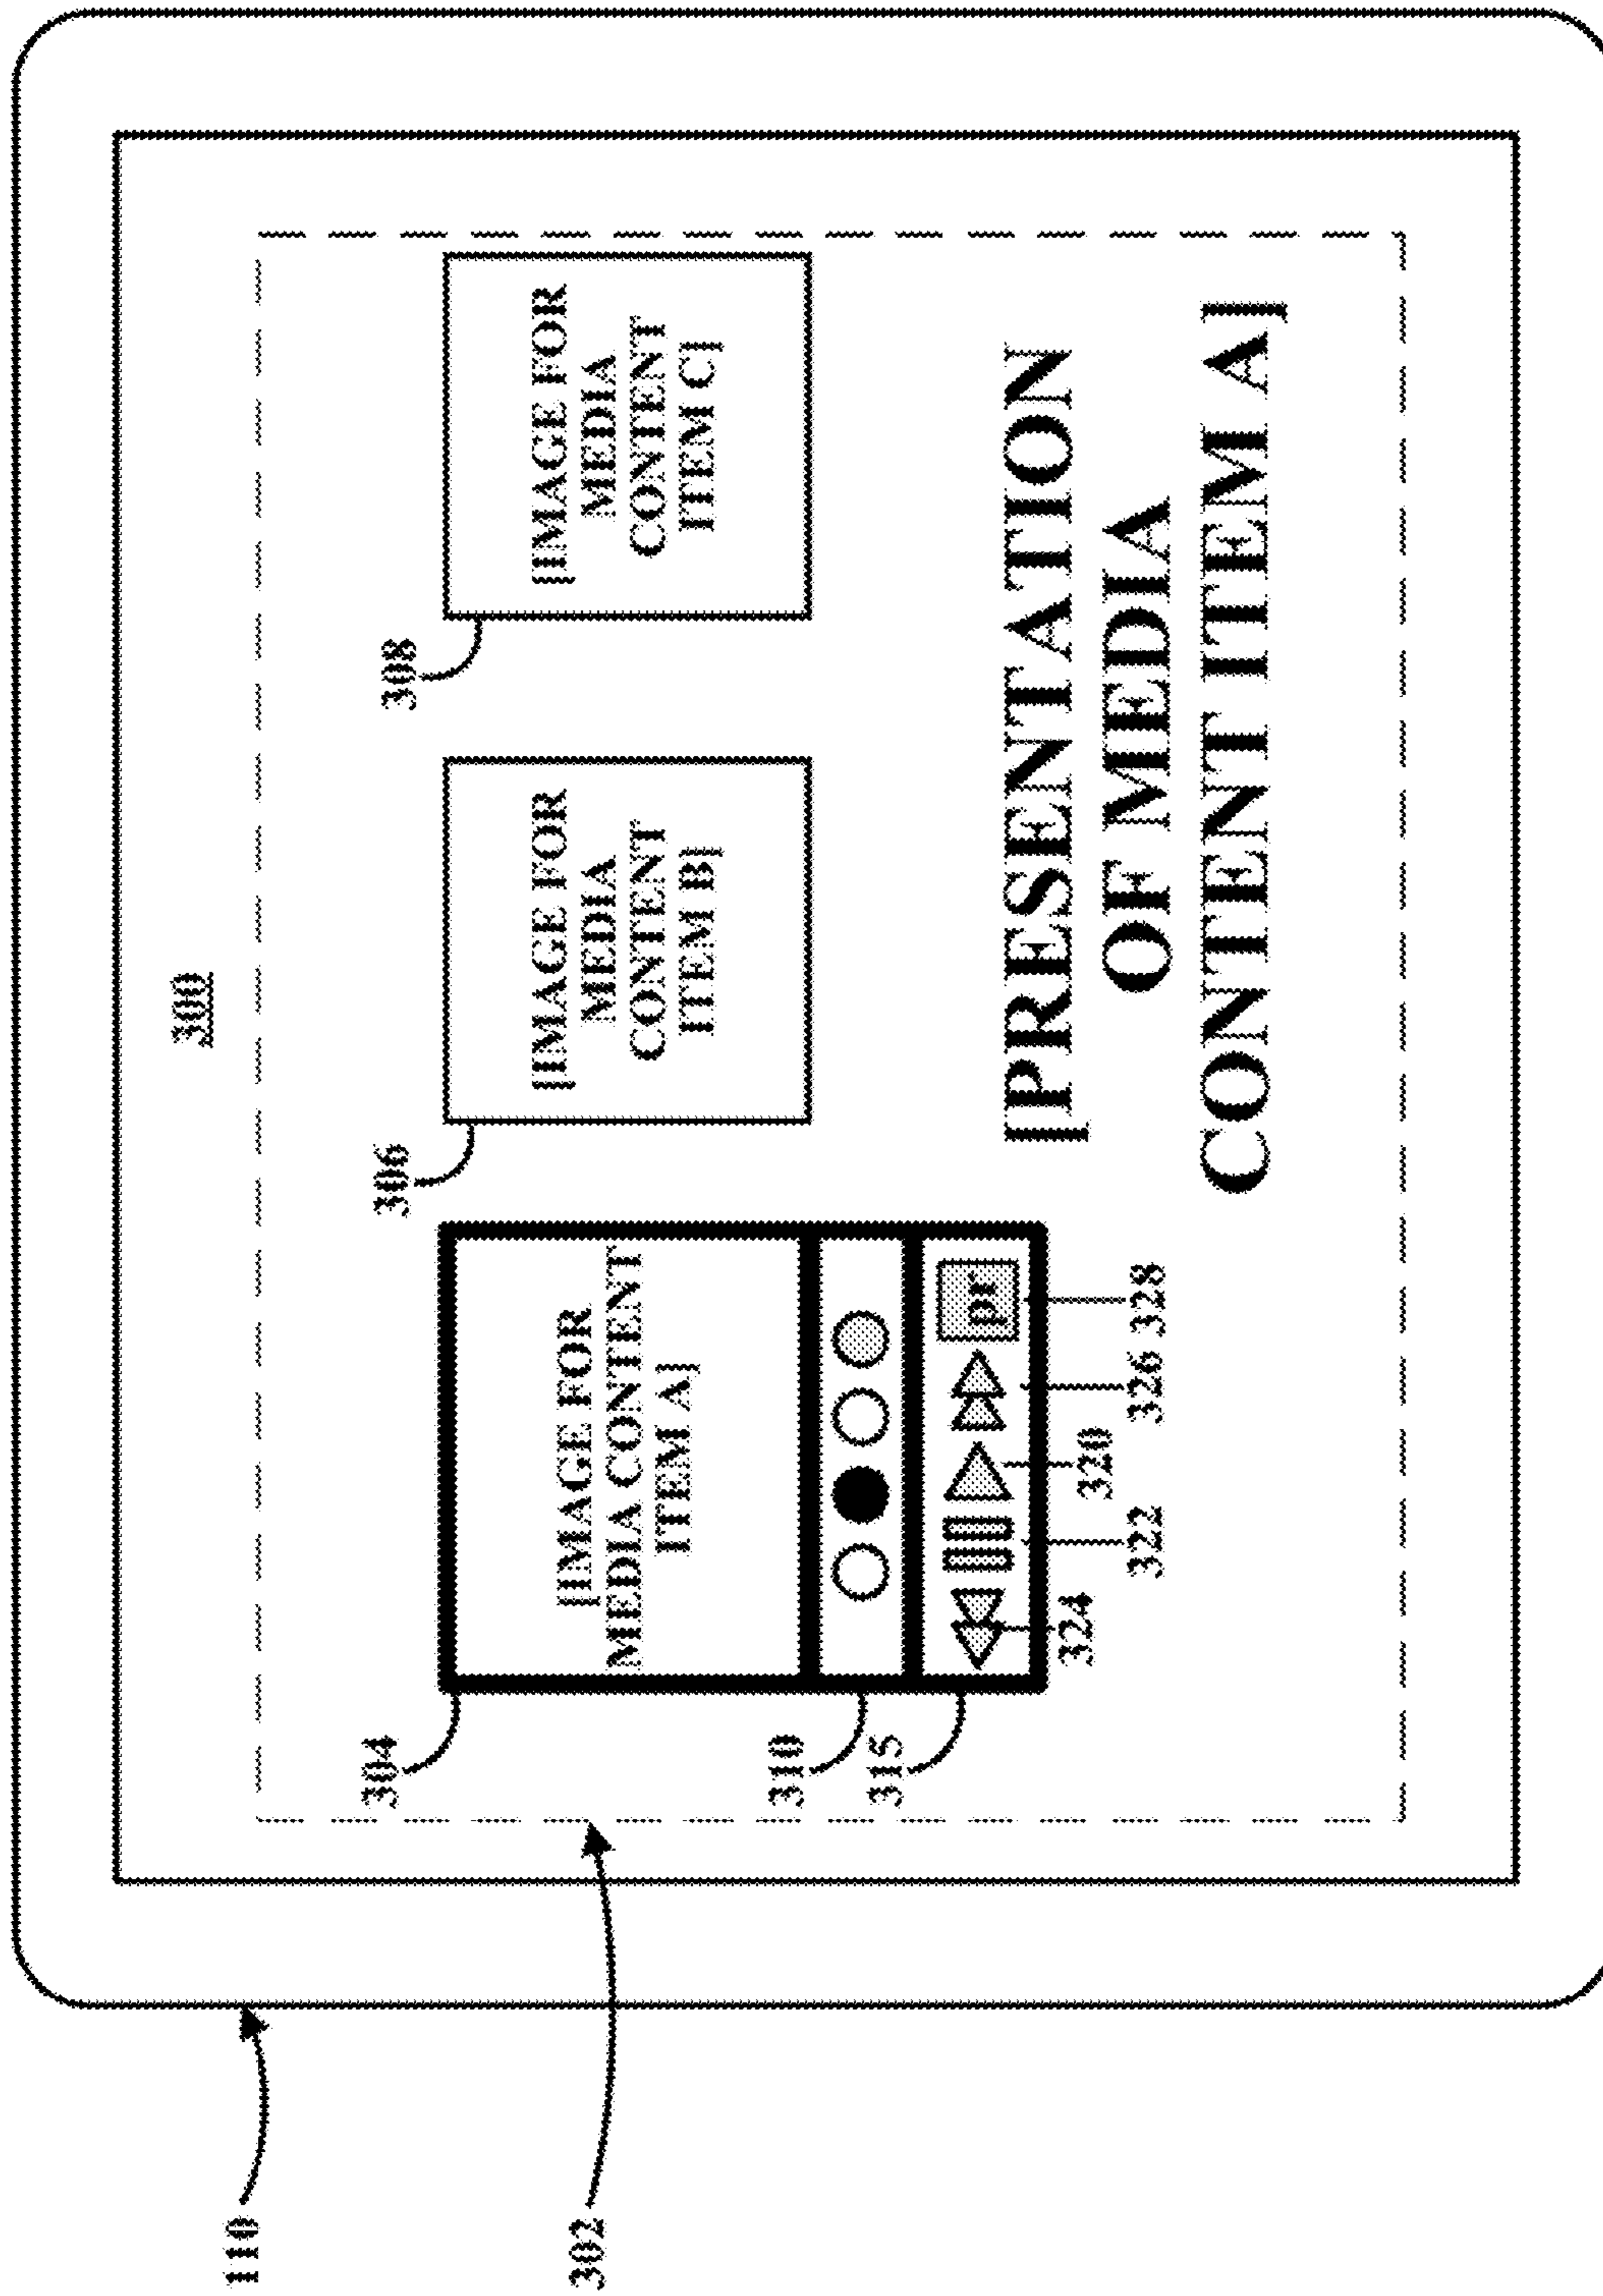 300
110
302
304
306
308
[IMAGE FOR
MEDIA CONTENT
ITEM A]
[IMAGE FOR
MEDIA
CONTENT
ITEM B]
[IMAGE FOR
MEDIA
CONTENT
ITEM C]
310
315
pr
324
322
320
326
328
[PRESENTATION
OF MEDIA
CONTENT ITEM A]